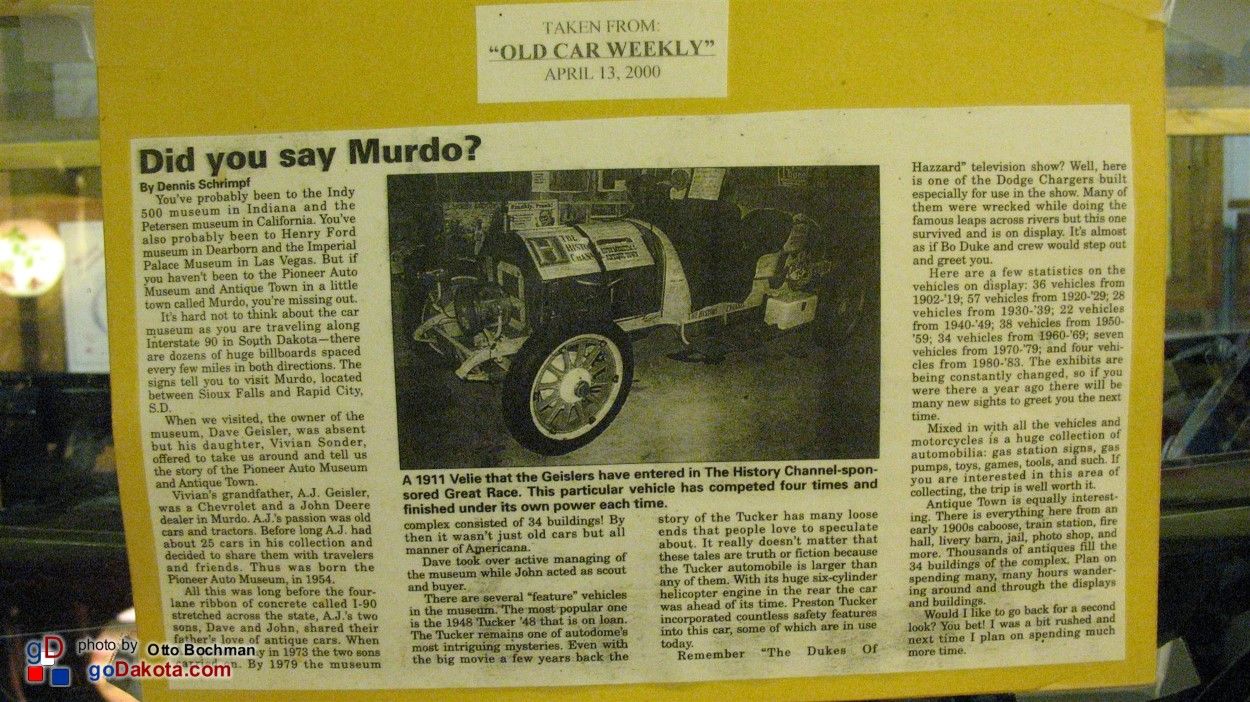 TAKEN FROM:
"OLD CAR WEEKLY"
APRIL 13, 2000
Did you say Murdo?
By Dennis Schrimpf
You've probably been to the Indy
500 museum in Indiana and the
Petersen museum in California. You've
also probably been to Henry Ford
museum in Dearborn and the Imperial
Palace Museum in Las Vegas. But if
you haven't been to the Pioneer Auto
Museum and Antique Town in a little
town called Murdo, you're missing out.
It's hard not to think about the car
museum as you are traveling along
Interstate 90 in South Dakota—there
are dozens of huge billboards spaced
every few miles in both directions. The
signs tell you to visit Murdo, located
between Sioux Falls and Rapid City,
S.D.
When we visited, the owner of the
museum, Dave Geisler, was absent
but his daughter, Vivian Sonder,
offered to take us around and tell us
the story of the Pioneer Auto Museum
and Antique Town.
Vivian's grandfather, A.J. Geisler,
was a Chevrolet and a John Deere
dealer in Murdo. A.J.'s passion was old
cars and tractors. Before long A.J. had
about 25 cars in his collection and
decided to share them with travelers
and friends. Thus was born the
Pioneer Auto Museum, in 1954.
All this was long before the four-
lane ribbon of concrete called I-90
stretched across the state, A.J.'s two
sons, Dave and John, shared their
father's love of antique cars. When
y in 1973 the two sons
By 1979 the museum
THE
HISTORY
CHANNEL
A 1911 Velie that the Geislers have entered in The History Channel-spon-
sored Great Race. This particular vehicle has competed four times and
finished under its own power each time.
complex consisted of 34 buildings! By
then it wasn't just old cars but all
manner of Americana.
Dave took over active managing of
the museum while John acted as scout
and buyer.
There are several "feature" vehicles
in the museum. The most popular one
is the 1948 Tucker '48 that is on loan.
The Tucker remains one of autodome's
most intriguing mysteries. Even with
the big movie a few years back the
story of the Tucker has many loose
ends that people love to speculate
about. It really doesn't matter that
these tales are truth or fiction because
the Tucker automobile is larger than
any of them. With its huge six-cylinder
helicopter engine in the rear the car
was ahead of its time. Preston Tucker
incorporated countless safety features
into this car, some of which are in use
today.
Remember "The Dukes Of
Hazzard" television show? Well, here
is one of the Dodge Chargers built
especially for use in the show. Many of
them were wrecked while doing the
famous leaps across rivers but this one
survived and is on display. It's almost
as if Bo Duke and crew would step out
and greet you.
Here are a few statistics on the
vehicles on display: 36 vehicles from
1902-'19; 57 vehicles from 1920-'29; 28
vehicles from 1930-'39; 22 vehicles
from 1940-'49; 38 vehicles from 1950-
'59; 34 vehicles from 1960-'69; seven
vehicles from 1970-'79; and four vehi-
cles from 1980-'83. The exhibits are
being constantly changed, so if you
were there a year ago there will be
many new sights to greet you the next
time.
Mixed in with all the vehicles and
motorcycles is a huge collection of
automobilia: gas station signs, gas
pumps, toys, games, tools, and such. If
you are interested in this area of
collecting, the trip is well worth it.
Antique Town is equally interest-
ing. There is everything here from an
early 1900s caboose, train station, fire
hall, livery barn, jail, photo shop, and
more. Thousands of antiques fill the
34 buildings of the complex. Plan on
spending many, many hours wander-
ing around and through the displays
and buildings.
Would I like to go back for a second
look? You bet! I was a bit rushed and
next time I plan on spending much
more time.
gD photo by Otto Bochman
goDakota.com